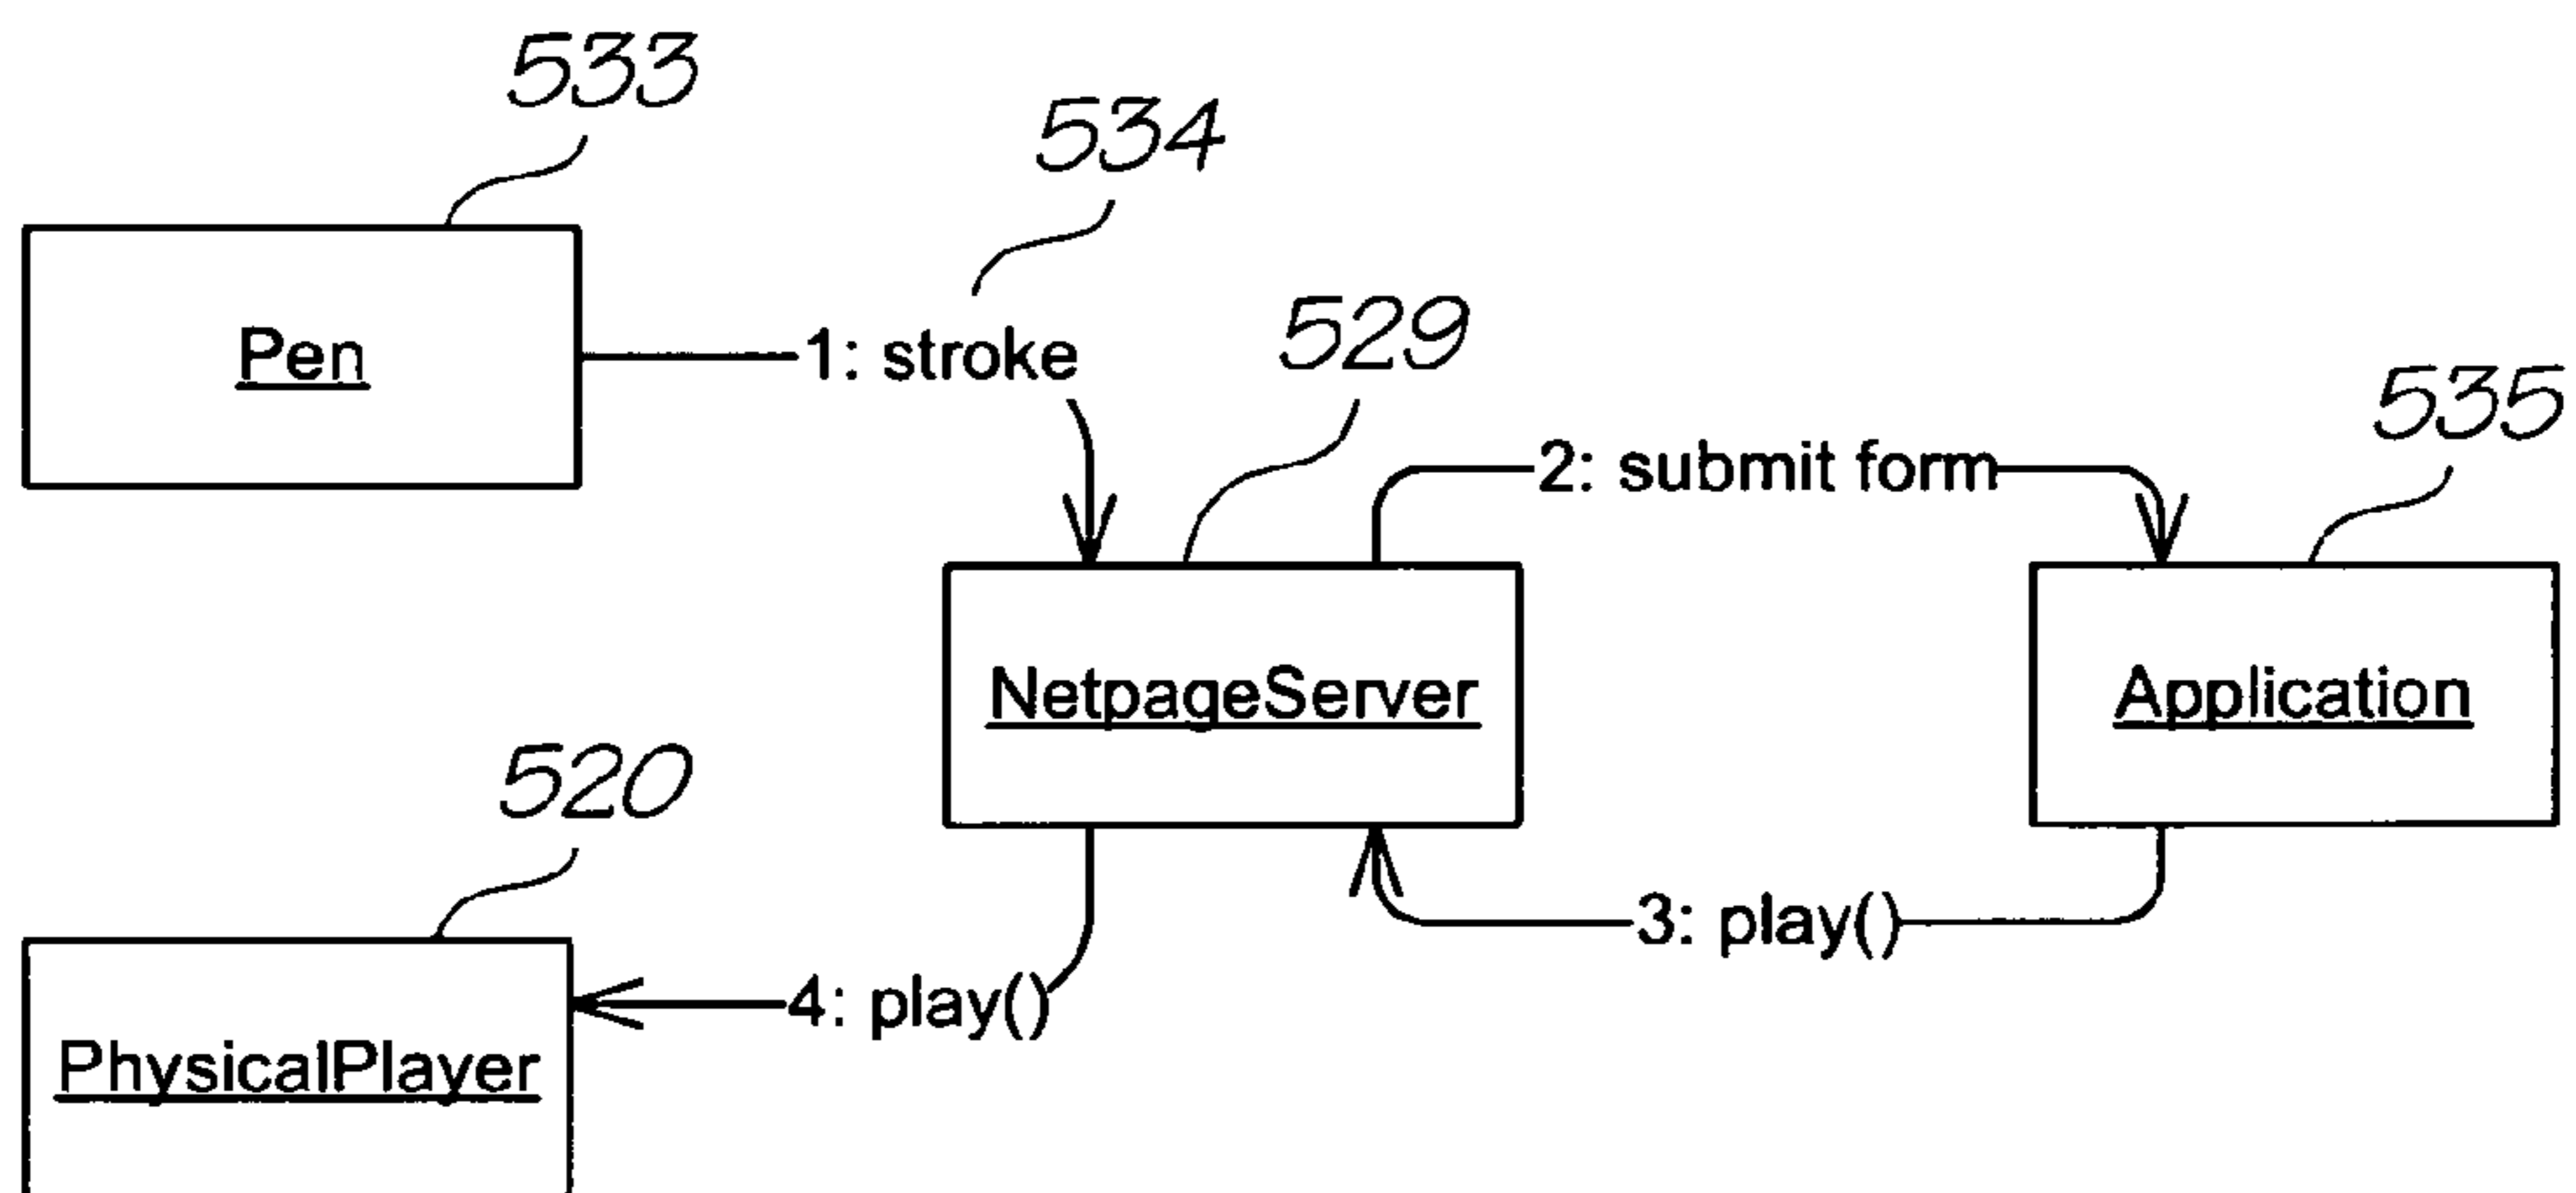 533
534
Pen
1: stroke
529
535
2: submit form
NetpageServer
Application
520
3: play()
4: play()
PhysicalPlayer